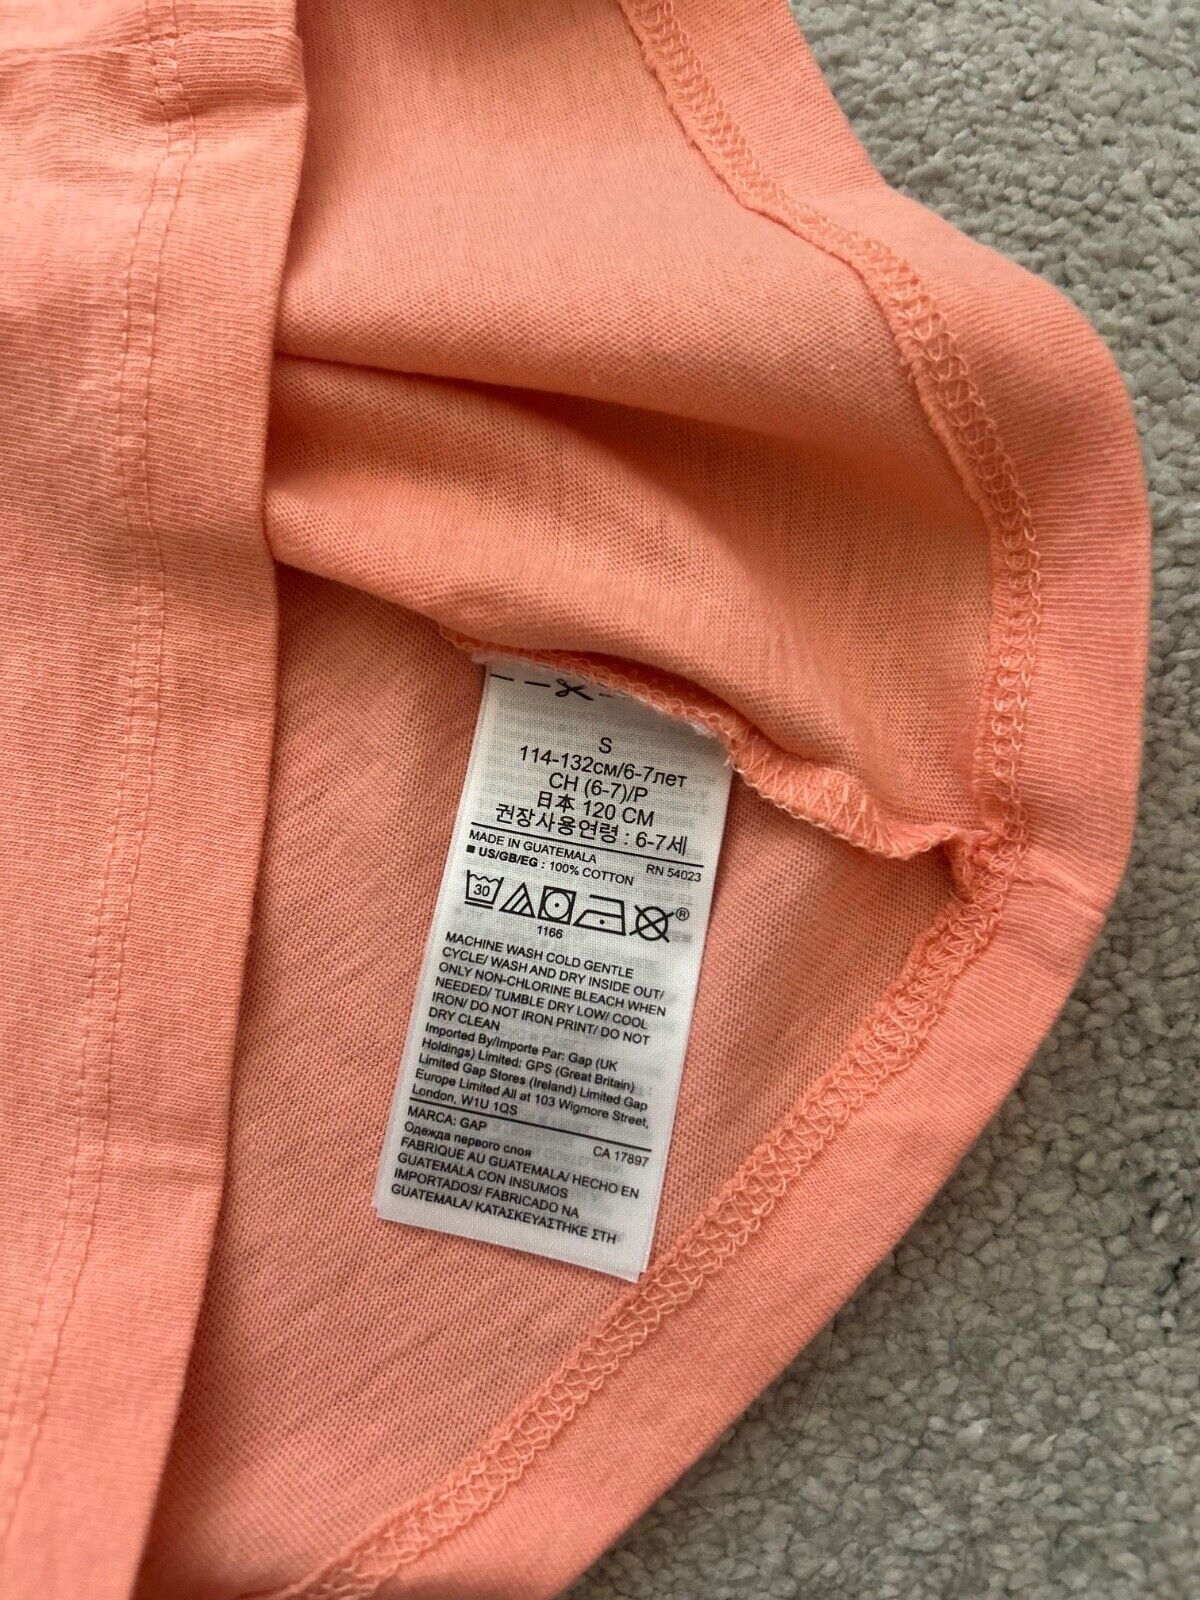 S
114-132см/6-7лет
CH (6-7)/P
日本 120 CM
권장사용연령 : 6-7세
MADE IN GUATEMALA RN 54023
■ US/GB/EG : 100% COTTON
30 ®
1166
MACHINE WASH COLD GENTLE
CYCLE/ WASH AND DRY INSIDE OUT/
ONLY NON-CHLORINE BLEACH WHEN
NEEDED/ TUMBLE DRY LOW/ COOL
IRON/ DO NOT IRON PRINT/ DO NOT
DRY CLEAN
Imported By/Importe Par: Gap (UK
Holdings) Limited: GPS (Great Britain)
Limited Gap Stores (Ireland) Limited Gap
Europe Limited All at 103 Wigmore Street,
London, W1U 1QS
MARCA: GAP CA 17897
Одежда первого слоя
FABRIQUE AU GUATEMALA/ HECHO EN
GUATEMALA CON INSUMOS
IMPORTADOS/ FABRICADO NA
GUATEMALA/ ΚΑΤΑΣΚΕΥΑΣΤΗΚΕ ΣΤΗ